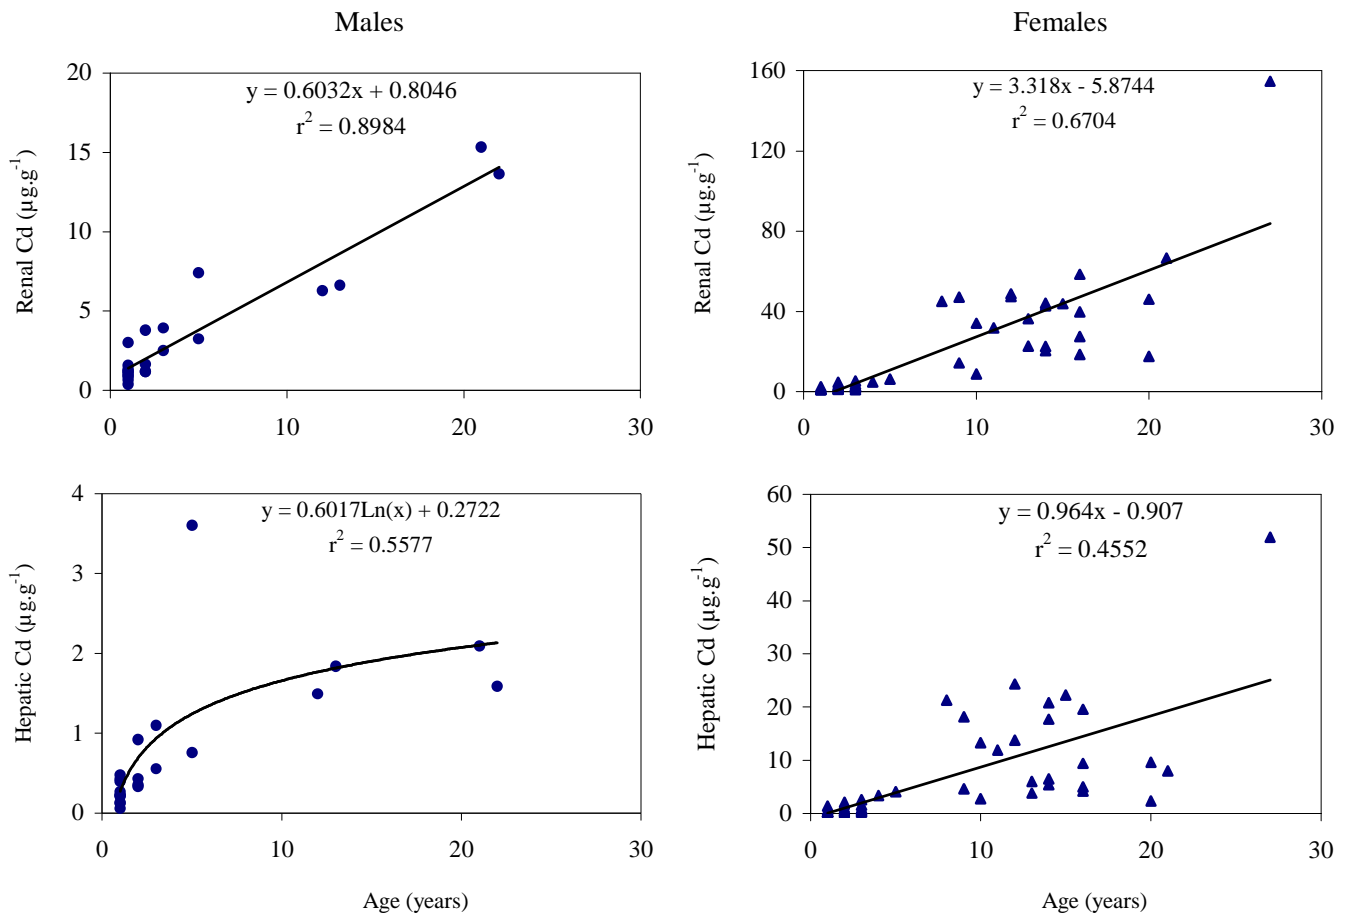 Males
Females
y = 0.6032x + 0.8046
r² = 0.8984
Renal Cd (µg.g⁻¹)
20
15
10
5
0
0 10 20 30
y = 3.318x - 5.8744
r² = 0.6704
Renal Cd (µg.g⁻¹)
160
120
80
40
0
0 10 20 30
y = 0.6017Ln(x) + 0.2722
r² = 0.5577
Hepatic Cd (µg.g⁻¹)
4
3
2
1
0
0 10 20 30
Age (years)
y = 0.964x - 0.907
r² = 0.4552
Hepatic Cd (µg.g⁻¹)
60
50
40
30
20
10
0
0 10 20 30
Age (years)